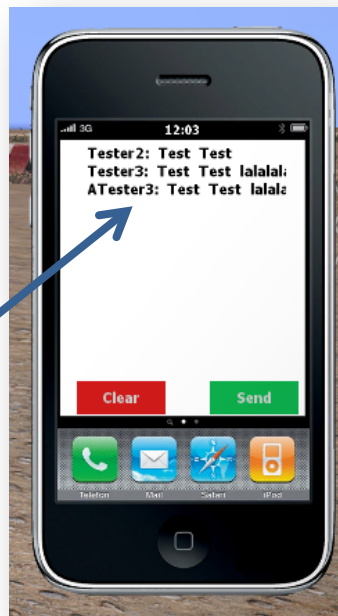 3G 12:03
Tester2: Test Test
Tester3: Test Test lalala
ATester3: Test Test lalala
Clear Send
Telefon Mail Safari iPod